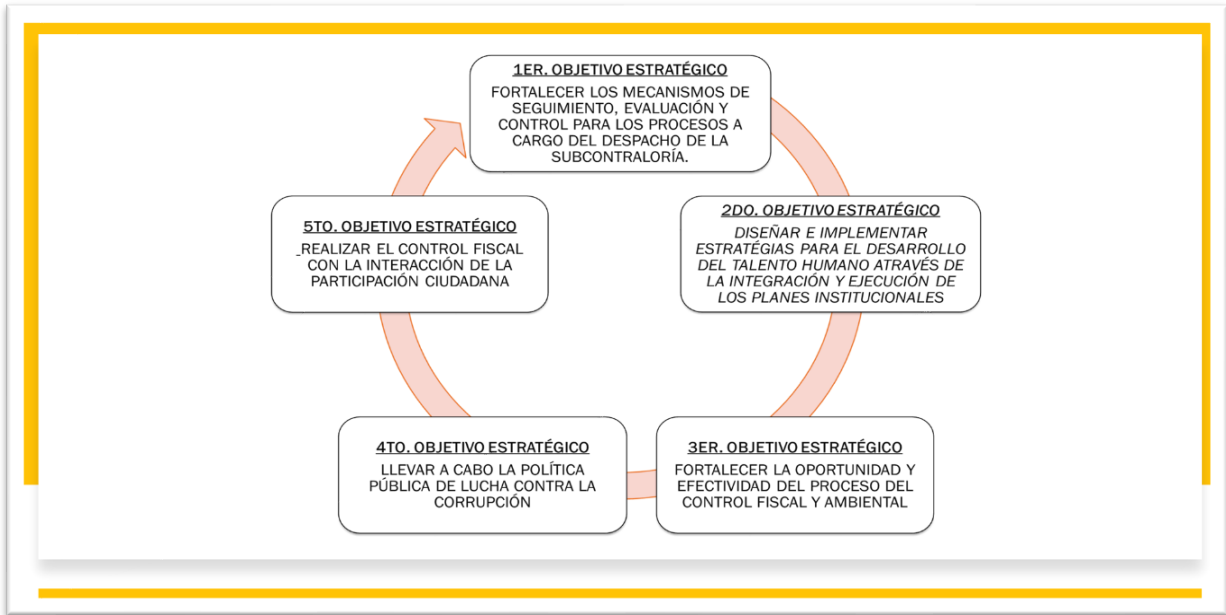 1ER. OBJETIVO ESTRATÉGICO
FORTALECER LOS MECANISMOS DE
SEGUIMIENTO, EVALUACIÓN Y
CONTROL PARA LOS PROCESOS A
CARGO DEL DESPACHO DE LA
SUBCONTRALORÍA.
2DO. OBJETIVO ESTRATÉGICO
DISEÑAR E IMPLEMENTAR
ESTRATÉGIAS PARA EL DESARROLLO
DEL TALENTO HUMANO ATRAVÉS DE
LA INTEGRACIÓN Y EJECUCIÓN DE
LOS PLANES INSTITUCIONALES
3ER. OBJETIVO ESTRATÉGICO
FORTALECER LA OPORTUNIDAD Y
EFECTIVIDAD DEL PROCESO DEL
CONTROL FISCAL Y AMBIENTAL
4TO. OBJETIVO ESTRATÉGICO
LLEVAR A CABO LA POLÍTICA
PÚBLICA DE LUCHA CONTRA LA
CORRUPCIÓN
5TO. OBJETIVO ESTRATÉGICO
REALIZAR EL CONTROL FISCAL
CON LA INTERACCIÓN DE LA
PARTICIPACIÓN CIUDADANA